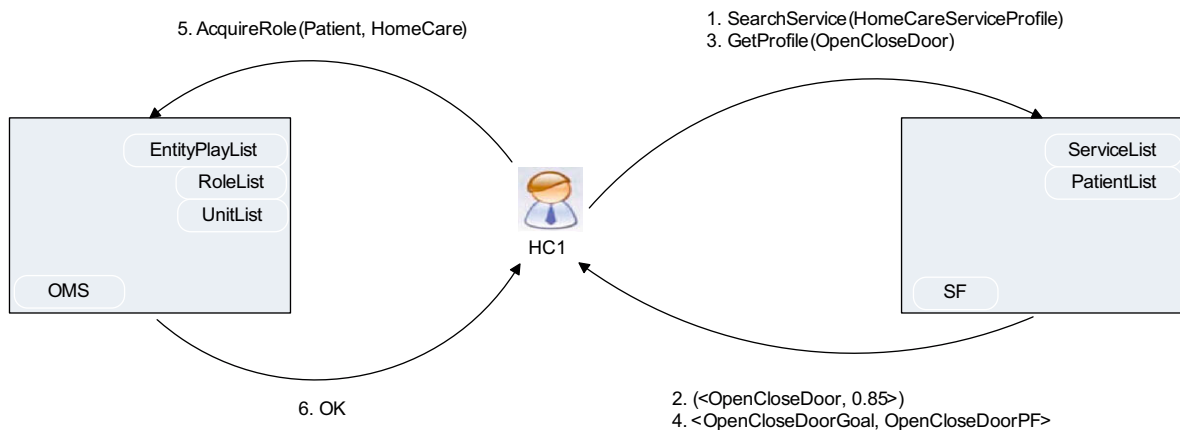 1. SearchService(HomeCareServiceProfile)
5. AcquireRole(Patient, HomeCare)
3. GetProfile(OpenCloseDoor)
EntityPlayList
RoleList
UnitList
OMS
HC1
ServiceList
PatientList
SF
6. OK
2. (<OpenCloseDoor, 0.85>)
4. <OpenCloseDoorGoal, OpenCloseDoorPF>